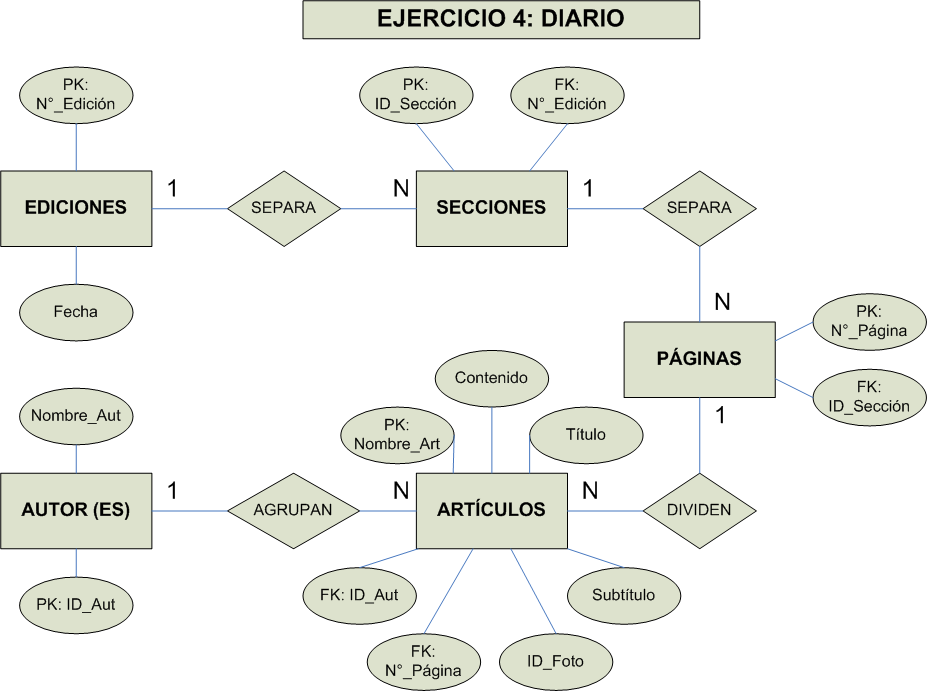 EJERCICIO 4: DIARIO
PK:
N°_Edición
PK:
ID_Sección
FK:
N°_Edición
EDICIONES
1
SEPARA
N
SECCIONES
1
SEPARA
Fecha
N
PÁGINAS
PK:
N°_Página
FK:
ID_Sección
1
Contenido
Nombre_Aut
PK:
Nombre_Art
Título
AUTOR (ES)
1
AGRUPAN
N
ARTÍCULOS
N
DIVIDEN
PK: ID_Aut
FK: ID_Aut
Subtítulo
FK:
N°_Página
ID_Foto